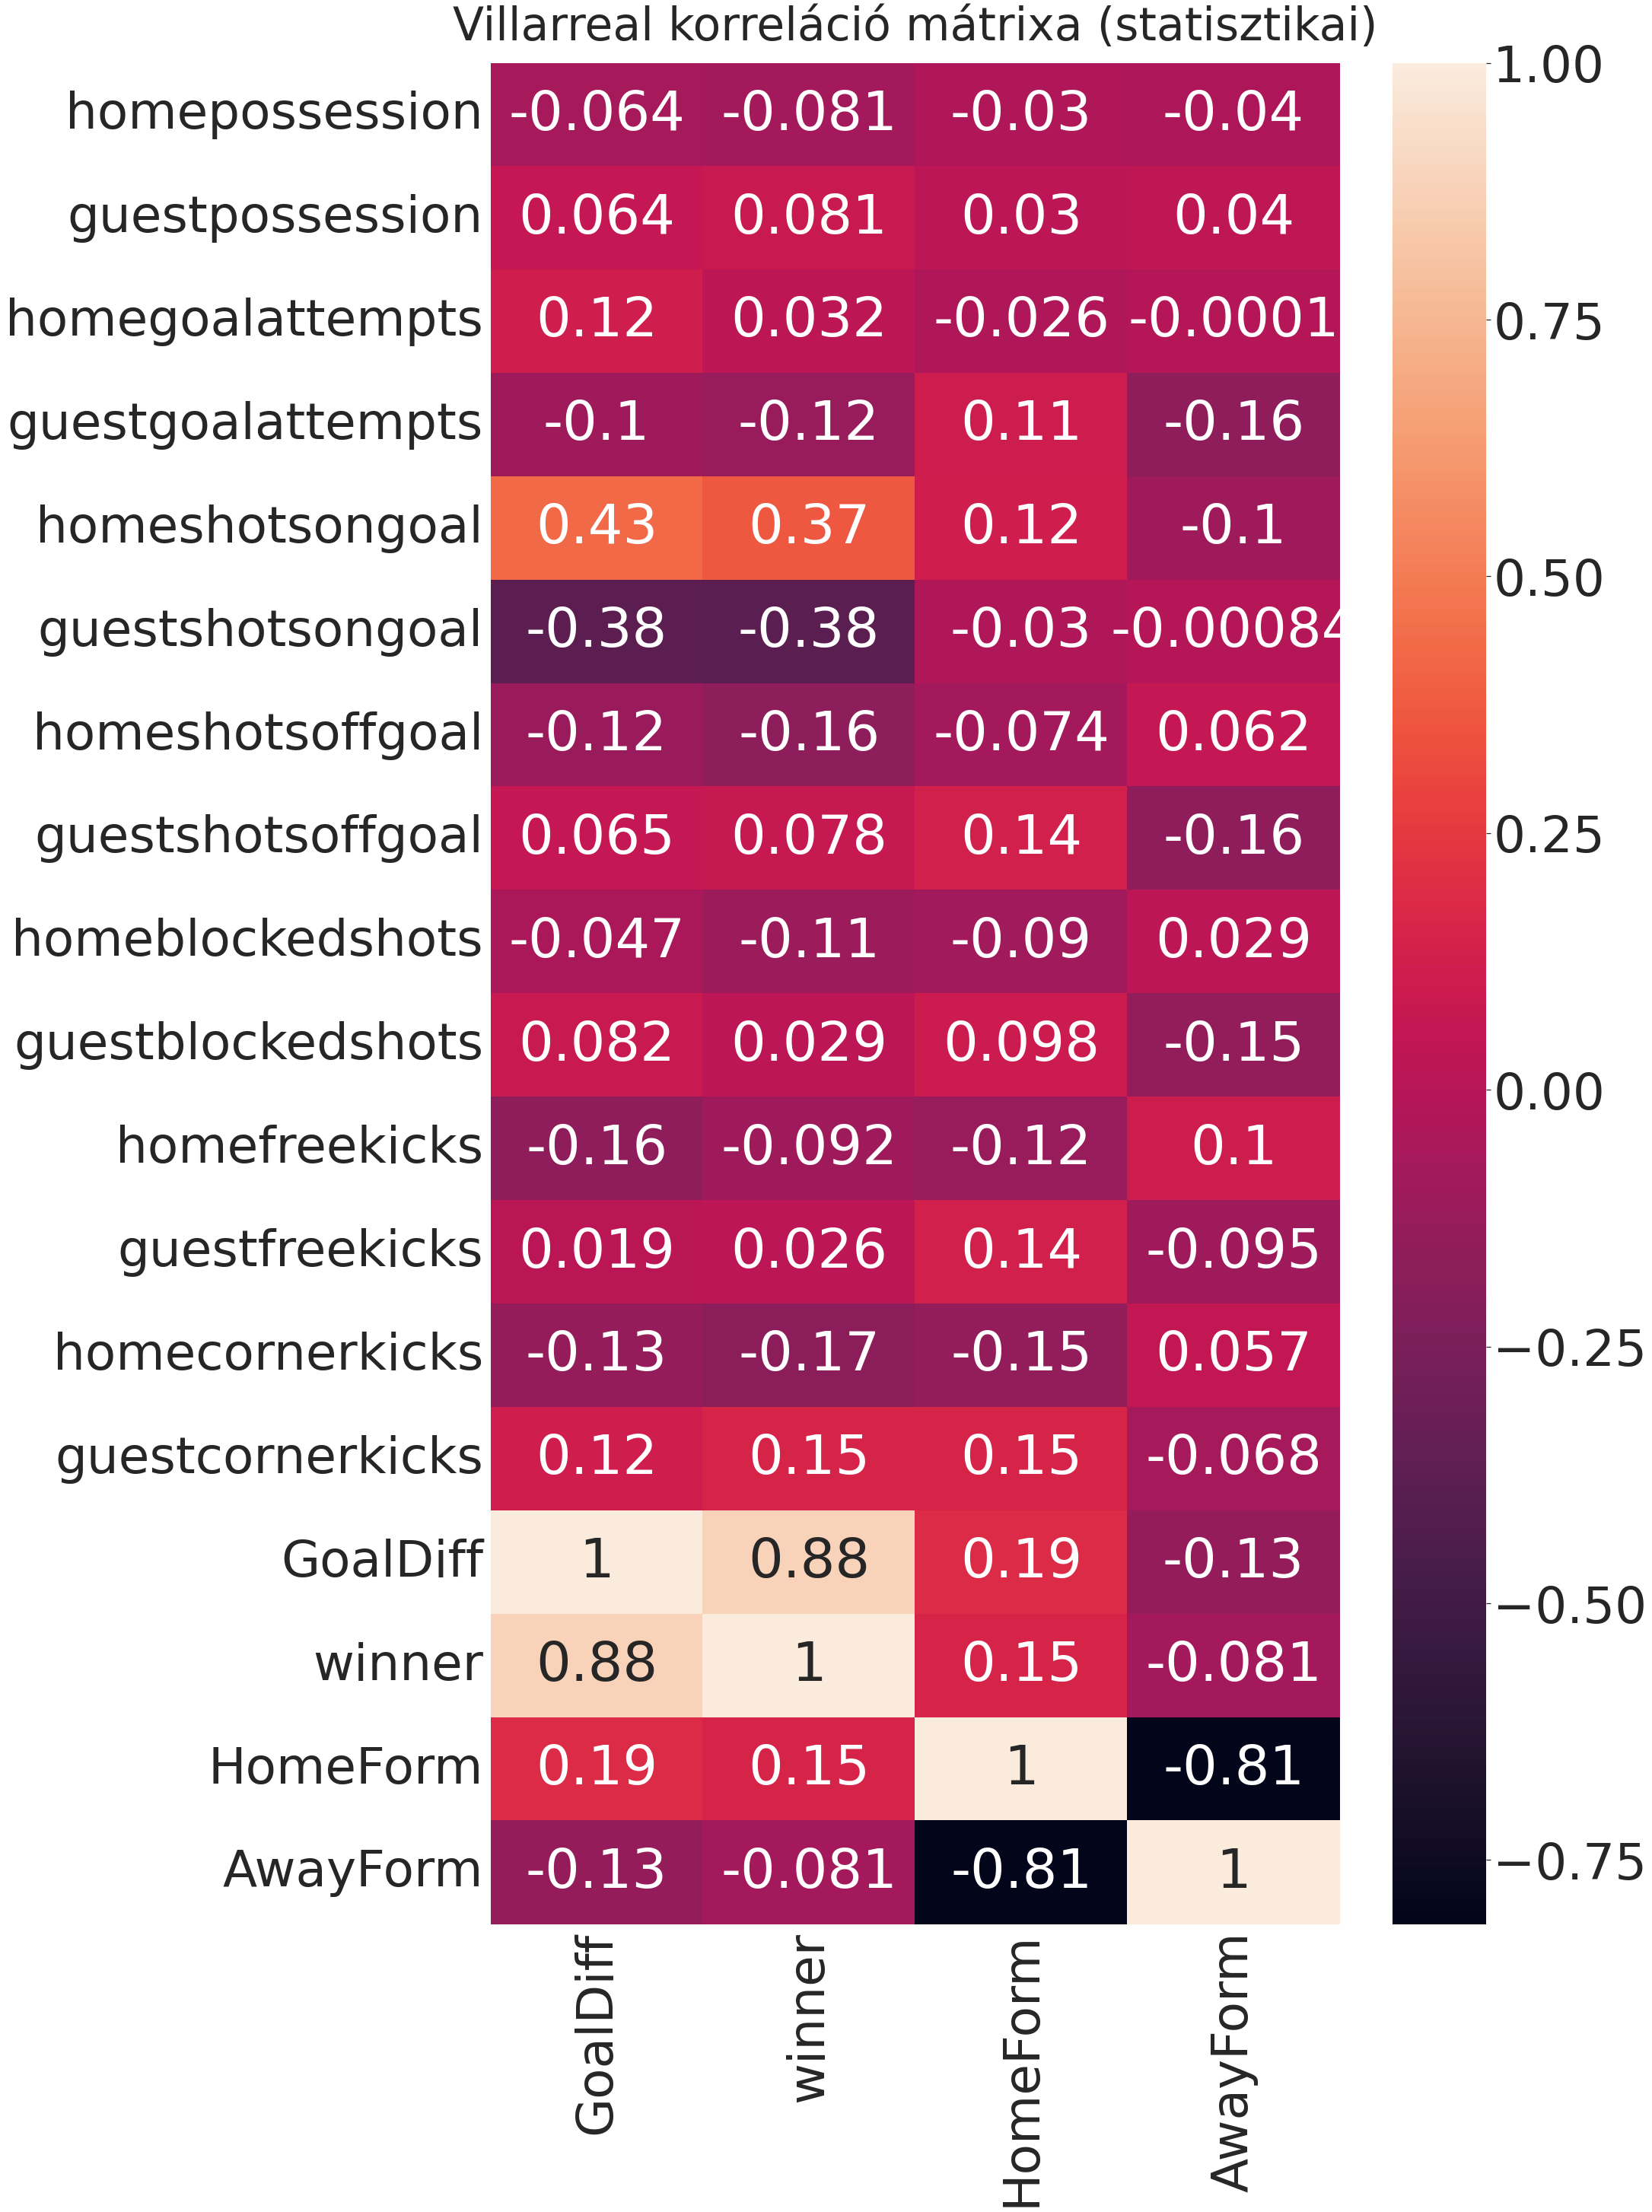 Villarreal korreláció mátrixa (statisztikai)
homepossession -0.064 -0.081 -0.03 -0.04
guestpossession 0.064 0.081 0.03 0.04
homegoalattempts 0.12 0.032 -0.026 -0.0001
guestgoalattempts -0.1 -0.12 0.11 -0.16
homeshotsongoal 0.43 0.37 0.12 -0.1
guestshotsongoal -0.38 -0.38 -0.03 -0.00084
homeshotsoffgoal -0.12 -0.16 -0.074 0.062
guestshotsoffgoal 0.065 0.078 0.14 -0.16
homeblockedshots -0.047 -0.11 -0.09 0.029
guestblockedshots 0.082 0.029 0.098 -0.15
homefreekicks -0.16 -0.092 -0.12 0.1
guestfreekicks 0.019 0.026 0.14 -0.095
homecornerkicks -0.13 -0.17 -0.15 0.057
guestcornerkicks 0.12 0.15 0.15 -0.068
GoalDiff 1 0.88 0.19 -0.13
winner 0.88 1 0.15 -0.081
HomeForm 0.19 0.15 1 -0.81
AwayForm -0.13 -0.081 -0.81 1
GoalDiff winner HomeForm AwayForm
1.00
0.75
0.50
0.25
0.00
−0.25
−0.50
−0.75